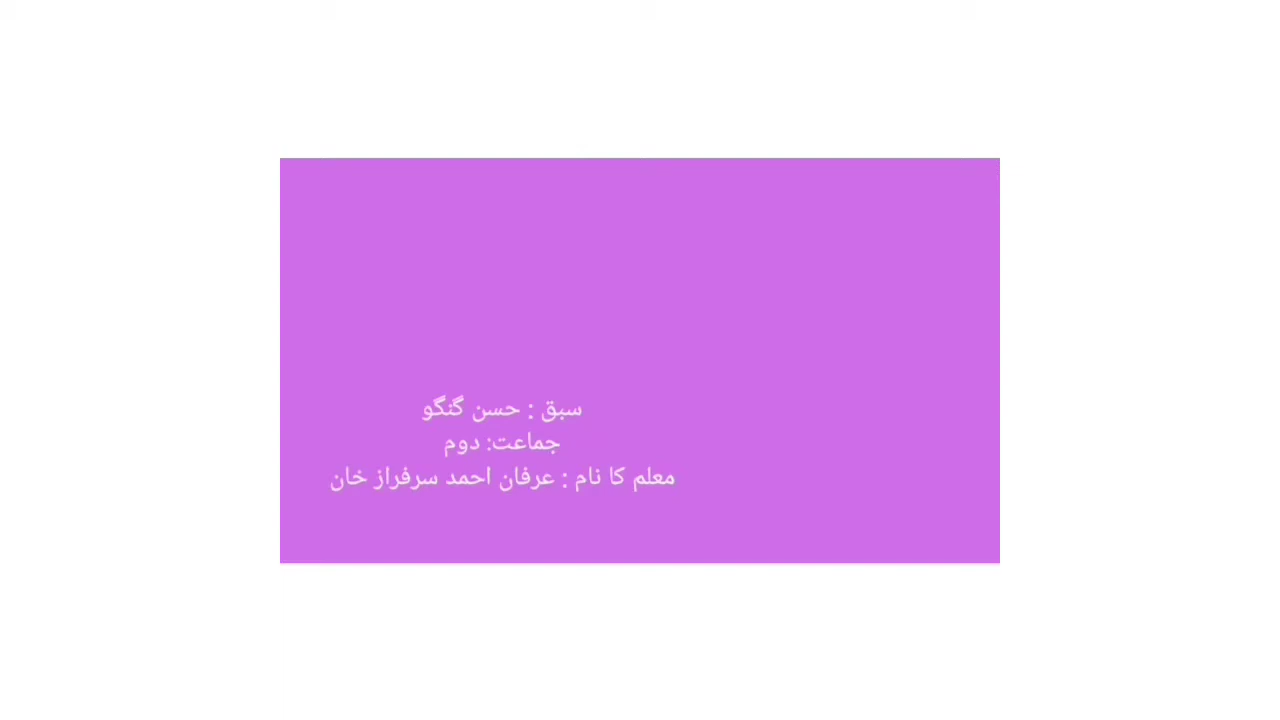 سبق : حسن گنگو
جماعت: دوم
معلم کا نام : عرفان احمد سرفراز خان